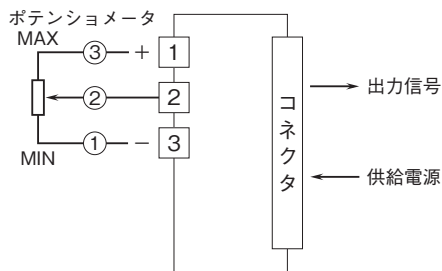 ポテンショメータ
MAX
③ + 1
② 2
① − 3
MIN
コネクタ
出力信号
供給電源